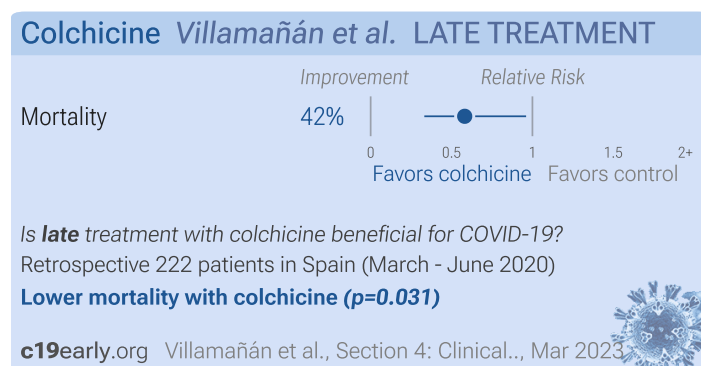 Colchicine Villamañán et al. LATE TREATMENT
Improvement Relative Risk
Mortality 42%
0 0.5 1 1.5 2+
Favors colchicine Favors control
Is late treatment with colchicine beneficial for COVID-19?
Retrospective 222 patients in Spain (March - June 2020)
Lower mortality with colchicine (p=0.031)
c19early.org Villamañán et al., Section 4: Clinical.., Mar 2023